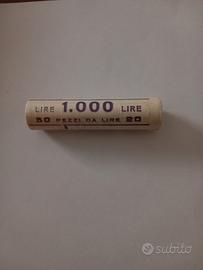 LIRE 1.000 LIRE
50 PEZZI DA LIRE 20
subito